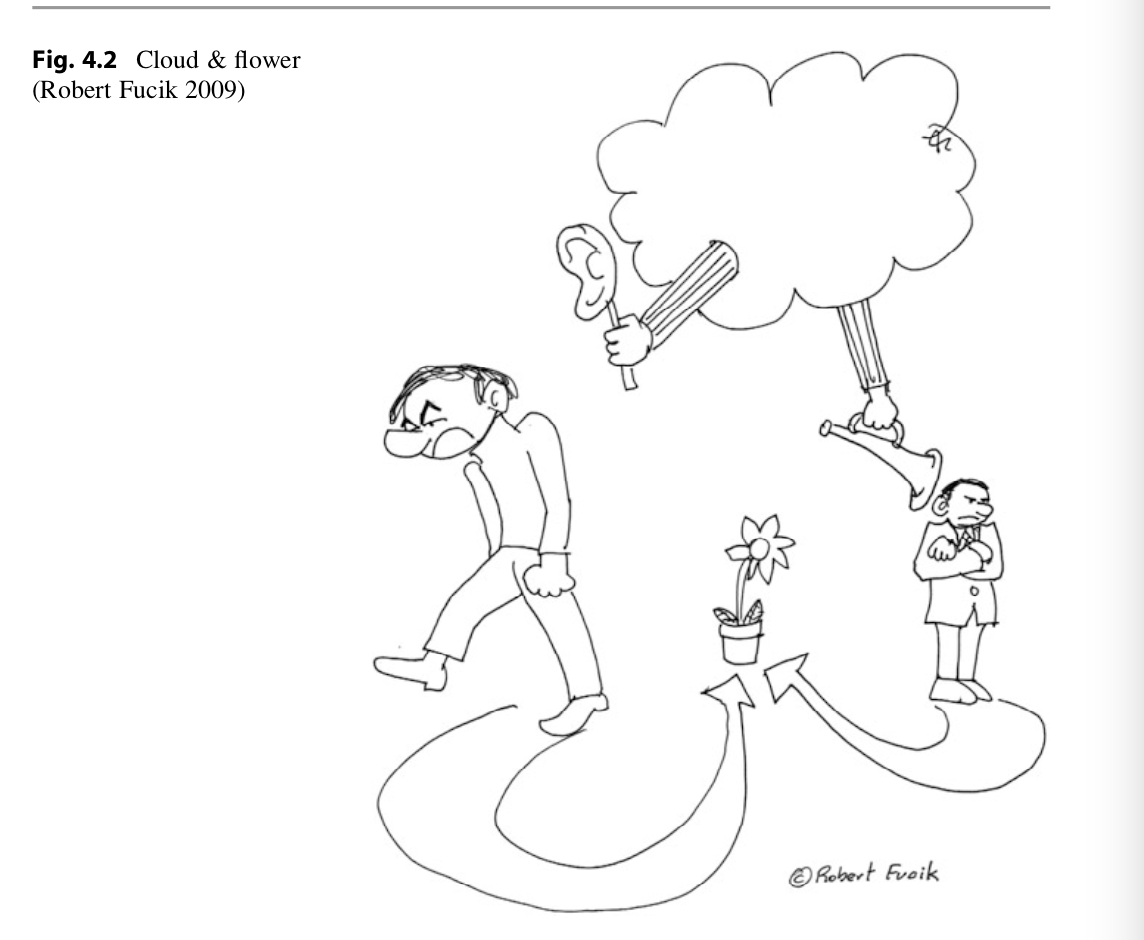 Fig. 4.2 Cloud & flower
(Robert Fucik 2009)
©Robert Fucik